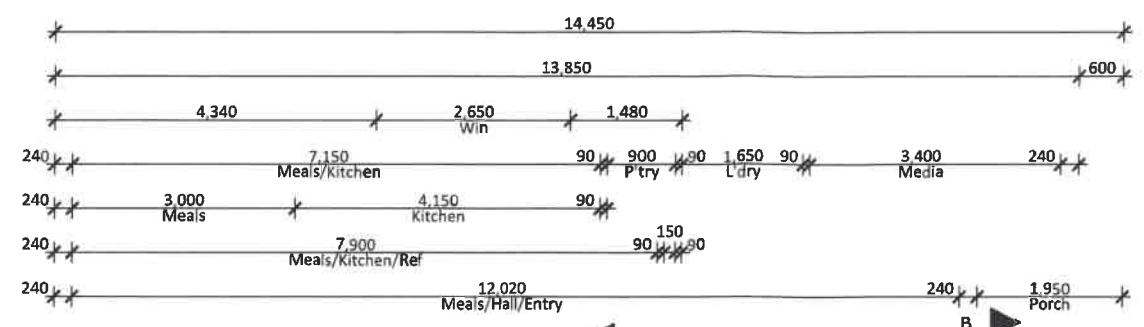 14,450
13,850 600
4,340 2,650 1,480
Win
240 7,150 90 900 90 1,650 90 3,400 240
Meals/Kitchen P'try L'dry Media
240 3,000 4,150 90
Meals Kitchen
150
240 7,900 90 90
Meals/Kitchen/Ref
240 12,020 240 1,950
Meals/Hall/Entry Porch
B